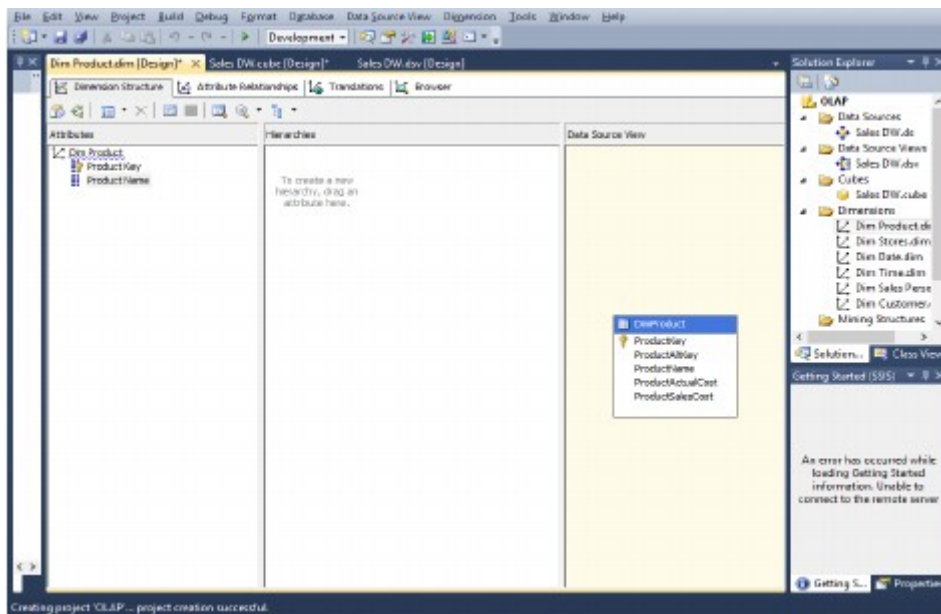 File Edit View Project Build Debug Format Database Data Source View Dimension Tools Window Help
Development
Dim Product.dim [Design]* Sales DW.cube [Design]* Sales DW.dsv [Design]
Dimension Structure Attribute Relationships Translations Browser
Attributes
Dim Product
ProductKey
ProductName
Hierarchies
To create a new
hierarchy, drag an
attribute here.
Data Source View
DimProduct
ProductKey
ProductAltKey
ProductName
ProductActualCost
ProductSalesCost
Solution Explorer
OLAP
Data Sources
Sales DW.ds
Data Source Views
Sales DW.dsv
Cubes
Sales DW.cube
Dimensions
Dim Product.di
Dim Stores.dim
Dim Date.dim
Dim Time.dim
Dim Sales Perso
Dim Customer.
Mining Structures
Solution... Class View
Getting Started (SSIS)
An error has occurred while
loading Getting Started
information. Unable to
connect to the remote server
Getting S... Properties
Creating project 'OLAP'... project creation successful.